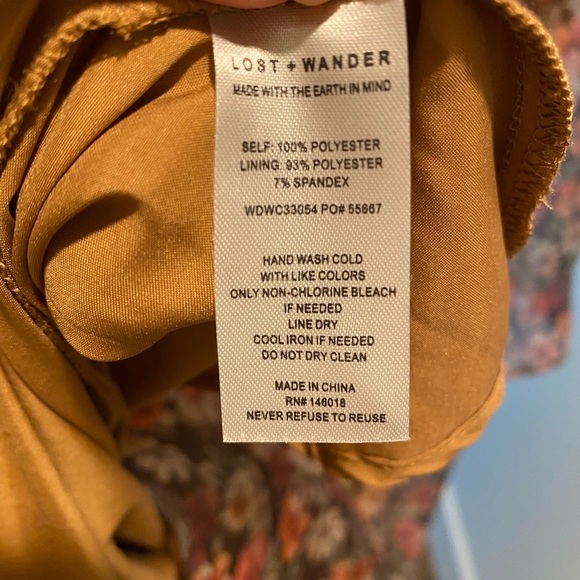 LOST + WANDER
MADE WITH THE EARTH IN MIND
SELF: 100% POLYESTER
LINING: 93% POLYESTER
7% SPANDEX
WDWC33054 PO# 55667
HAND WASH COLD
WITH LIKE COLORS
ONLY NON-CHLORINE BLEACH
IF NEEDED
LINE DRY
COOL IRON IF NEEDED
DO NOT DRY CLEAN
MADE IN CHINA
RN# 146018
NEVER REFUSE TO REUSE